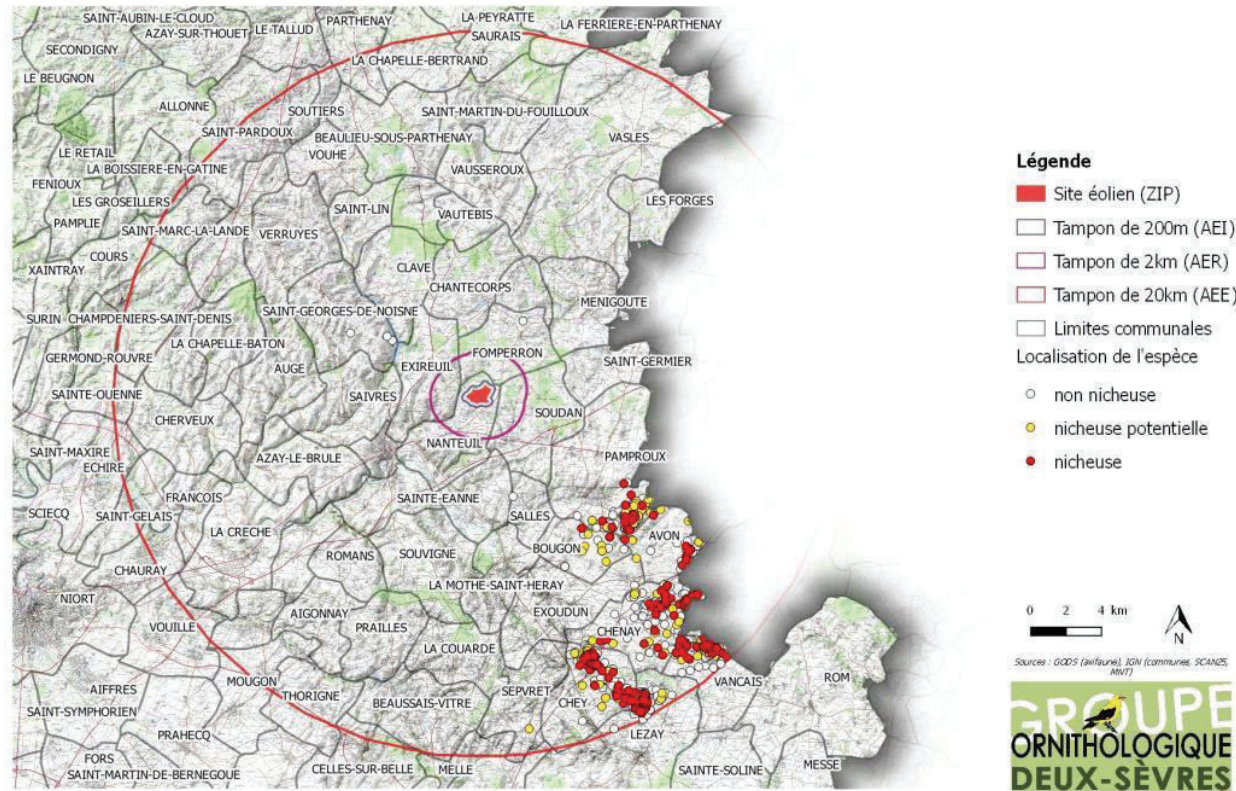 SAINT-AUBIN-LE-CLOUD
PARTHENAY
LA PEYRATTE
LA FERRIERE-EN-PARTHENAY
AZAY-SUR-THOUET
LE TALLUD
SAURAIS
SECONDIGNY
LA CHAPELLE-BERTRAND
LE BEUGNON
ALLONNE
SOUTIERS
SAINT-MARTIN-DU-FOUILLOUX
SAINT-PARDOUX
BEAULIEU-SOUS-PARTHENAY
VASLES
LE RETAIL
VOUHE
LA BOISSIERE-EN-GATINE
VAUSSEROUX
FENIOUX
LES GROSEILLERS
SAINT-LIN
VAUTEBIS
LES FORGES
PAMPLIE
SAINT-MARC-LA-LANDE
VERRUYES
COURS
XAINTRAY
CLAVE
CHANTECORPS
MENIGOUTE
SURIN
CHAMPDENIERS-SAINT-DENIS
SAINT-GEORGES-DE-NOISNE
LA CHAPELLE-BATON
GERMOND-ROUVRE
FOMPERRON
SAINT-GERMIER
AUGE
EXIREUIL
SAINTE-OUENNE
SAIVRES
CHERVEUX
SOUDAN
NANTEUIL
SAINT-MAXIRE
AZAY-LE-BRULE
PAMPROUX
ECHIRE
FRANCOIS
SAINTE-EANNE
SCIECQ
SAINT-GELAIS
LA CRECHE
SALLES
AVON
ROMANS
SOUVIGNE
BOUGON
CHAURAY
LA MOTHE-SAINT-HERAY
NIORT
AIGONNAY
EXOUDUN
VOUILLE
PRAILLES
CHENAY
LA COUARDE
MOUGON
VANCAIS
ROM
AIFFRES
THORIGNE
SEPVRET
CHEY
BEAUSSAIS-VITRE
SAINT-SYMPHORIEN
PRAHECQ
LEZAY
FORS
CELLES-SUR-BELLE
MELLE
SAINTE-SOLINE
MESSE
SAINT-MARTIN-DE-BERNEGOUE
Légende
Site éolien (ZIP)
Tampon de 200m (AEI)
Tampon de 2km (AER)
Tampon de 20km (AEE)
Limites communales
Localisation de l'espèce
non nicheuse
nicheuse potentielle
nicheuse
0 2 4 km
N
Sources : GODS (avifaune), IGN (communes, SCAN25,
MNT)
GROUPE
ORNITHOLOGIQUE
DEUX-SÈVRES